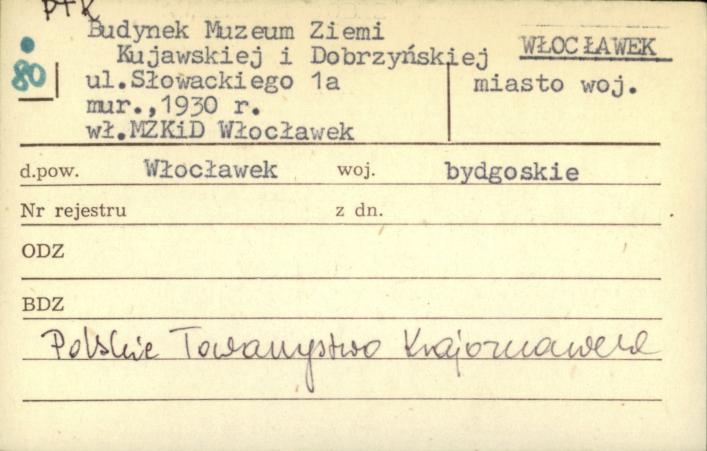 PTK
Budynek Muzeum Ziemi
Kujawskiej i Dobrzyńskiej
ul.Słowackiego 1a
mur.,1930 r.
wł.MZKiD Włocławek
80
WŁOCŁAWEK
miasto woj.
d.pow. Włocławek woj. bydgoskie
Nr rejestru z dn.
ODZ
BDZ
Polskie Towarzystwo Krajoznawcze